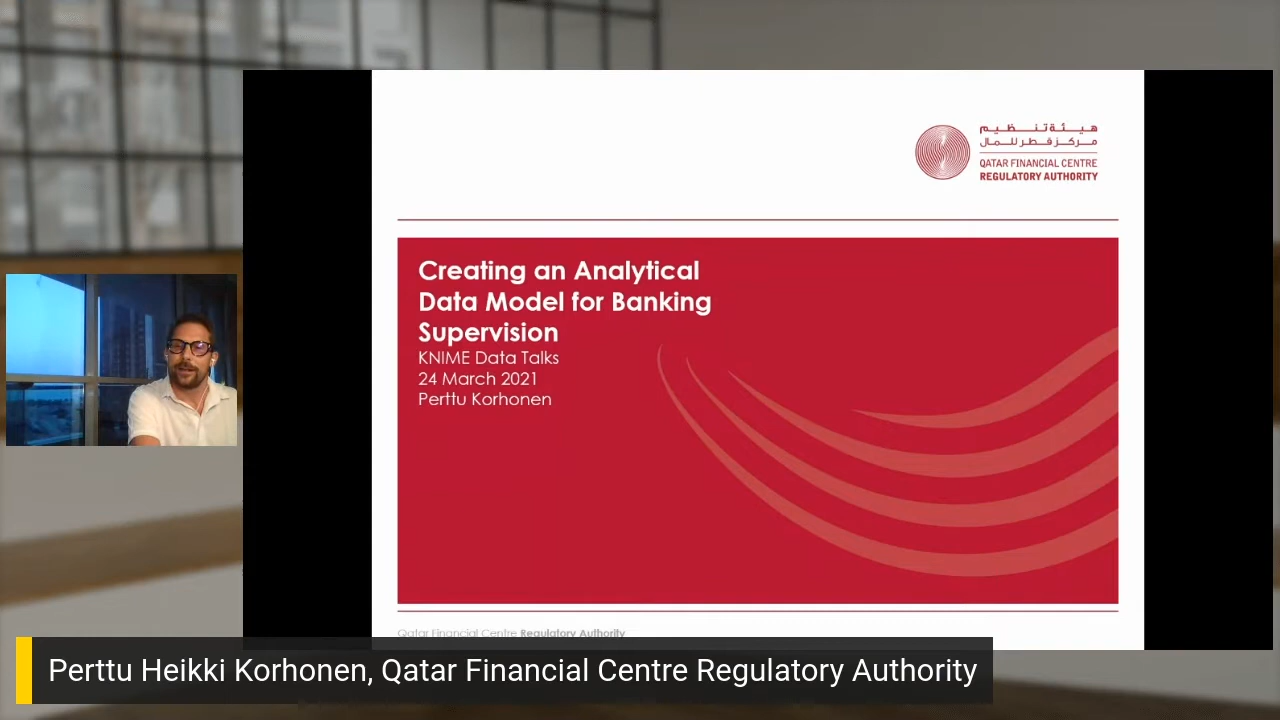 هيئة تنظيم
مركز قطر للمال
QATAR FINANCIAL CENTRE
REGULATORY AUTHORITY
Creating an Analytical
Data Model for Banking
Supervision
KNIME Data Talks
24 March 2021
Perttu Korhonen
Qatar Financial Centre Regulatory Authority
Perttu Heikki Korhonen, Qatar Financial Centre Regulatory Authority